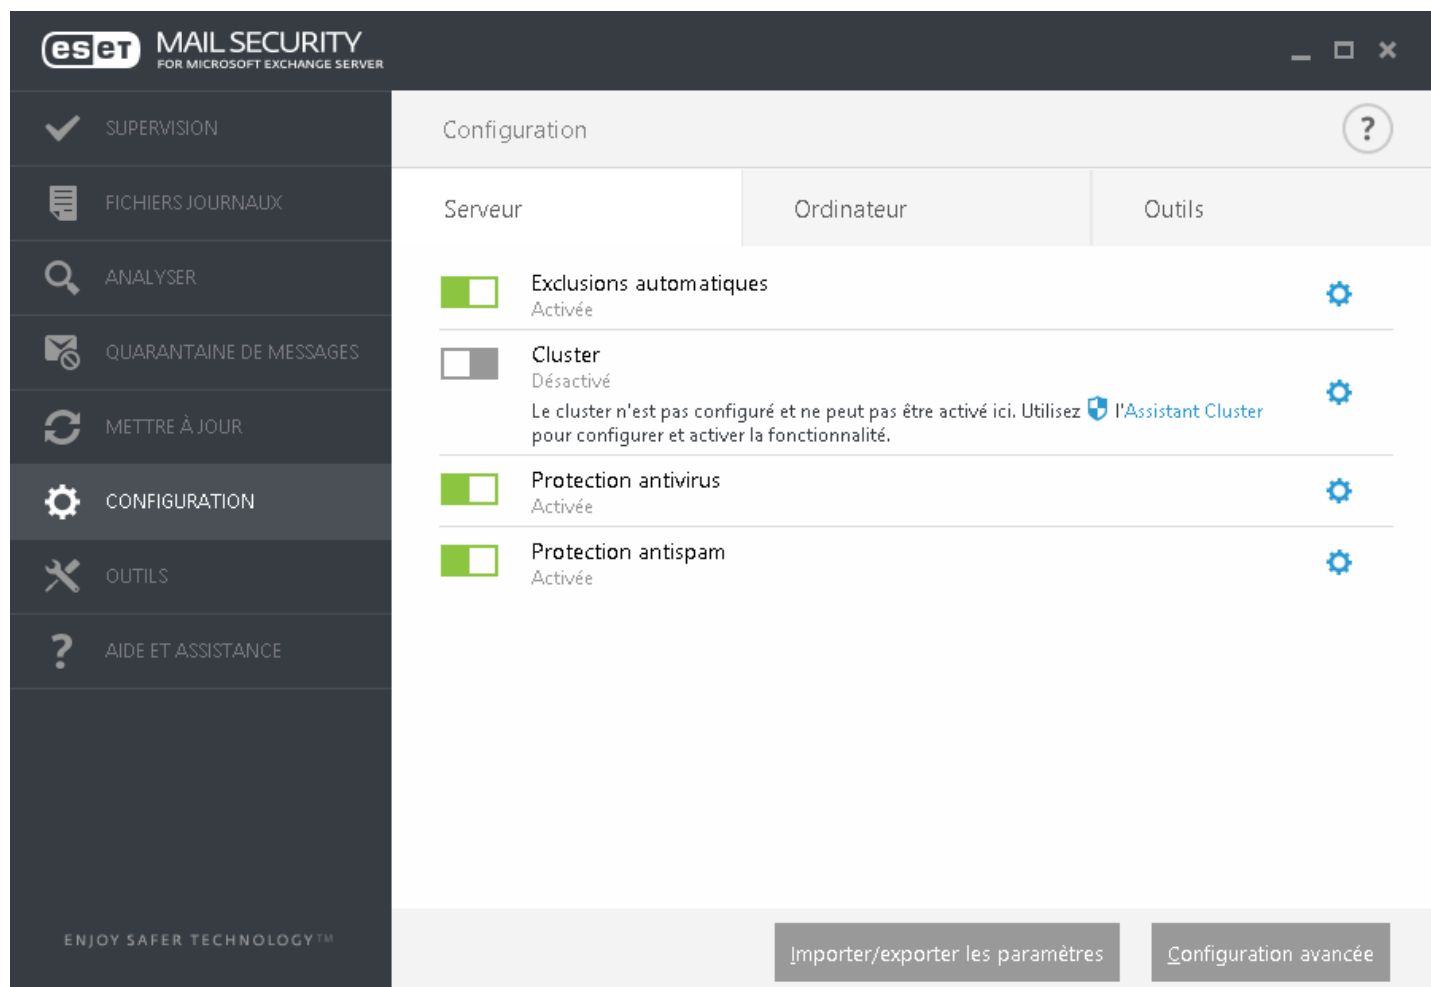 eset MAIL SECURITY
FOR MICROSOFT EXCHANGE SERVER
SUPERVISION
FICHIERS JOURNAUX
ANALYSER
QUARANTAINE DE MESSAGES
METTRE À JOUR
CONFIGURATION
OUTILS
AIDE ET ASSISTANCE
ENJOY SAFER TECHNOLOGY™
Configuration
?
Serveur
Ordinateur
Outils
Exclusions automatiques
Activée
Cluster
Désactivé
Le cluster n'est pas configuré et ne peut pas être activé ici. Utilisez l'Assistant Cluster
pour configurer et activer la fonctionnalité.
Protection antivirus
Activée
Protection antispam
Activée
Importer/exporter les paramètres
Configuration avancée